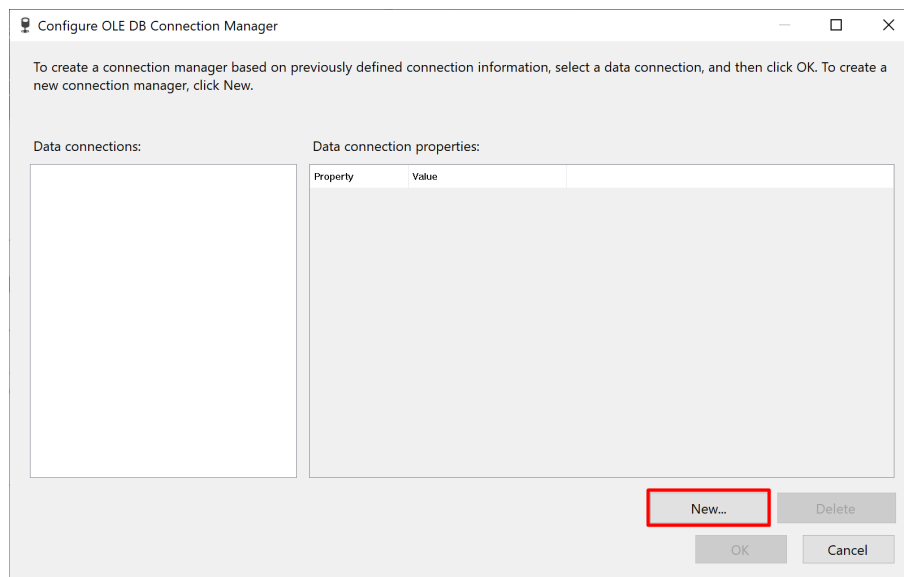 Configure OLE DB Connection Manager
To create a connection manager based on previously defined connection information, select a data connection, and then click OK. To create a
new connection manager, click New.
Data connections:
Data connection properties:
Property Value
New...
Delete
OK
Cancel